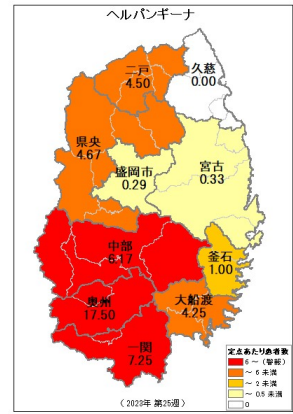 ヘルパンギーナ
二戸
4.50
久慈
0.00
県央
4.67
盛岡市
0.29
宮古
0.33
中部
6.17
釜石
1.00
奥州
17.50
大船渡
4.25
一関
7.25
定点あたり患者数
6 ～ (警報)
～ 6 未満
～ 2 未満
～ 0.5 未満
0
(2023年 第25週)